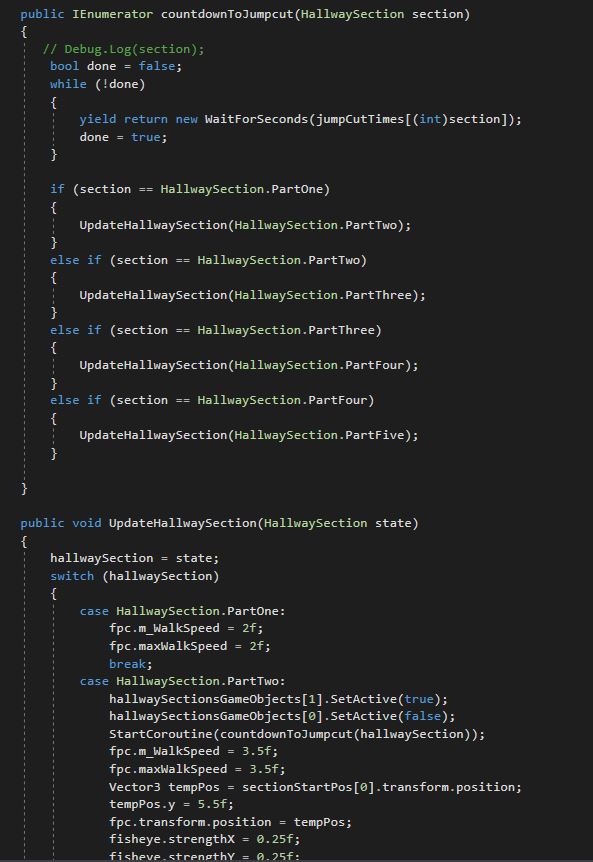 public IEnumerator countdownToJumpcut(HallwaySection section)
{
// Debug.Log(section);
bool done = false;
while (!done)
{
yield return new WaitForSeconds(jumpCutTimes[(int)section]);
done = true;
}
if (section == HallwaySection.PartOne)
{
UpdateHallwaySection(HallwaySection.PartTwo);
}
else if (section == HallwaySection.PartTwo)
{
UpdateHallwaySection(HallwaySection.PartThree);
}
else if (section == HallwaySection.PartThree)
{
UpdateHallwaySection(HallwaySection.PartFour);
}
else if (section == HallwaySection.PartFour)
{
UpdateHallwaySection(HallwaySection.PartFive);
}
}
public void UpdateHallwaySection(HallwaySection state)
{
hallwaySection = state;
switch (hallwaySection)
{
case HallwaySection.PartOne:
fpc.m_WalkSpeed = 2f;
fpc.maxWalkSpeed = 2f;
break;
case HallwaySection.PartTwo:
hallwaySectionsGameObjects[1].SetActive(true);
hallwaySectionsGameObjects[0].SetActive(false);
StartCoroutine(countdownToJumpcut(hallwaySection));
fpc.m_WalkSpeed = 3.5f;
fpc.maxWalkSpeed = 3.5f;
Vector3 tempPos = sectionStartPos[0].transform.position;
tempPos.y = 5.5f;
fpc.transform.position = tempPos;
fisheye.strengthX = 0.25f;
fisheye.strengthY = 0.25f;